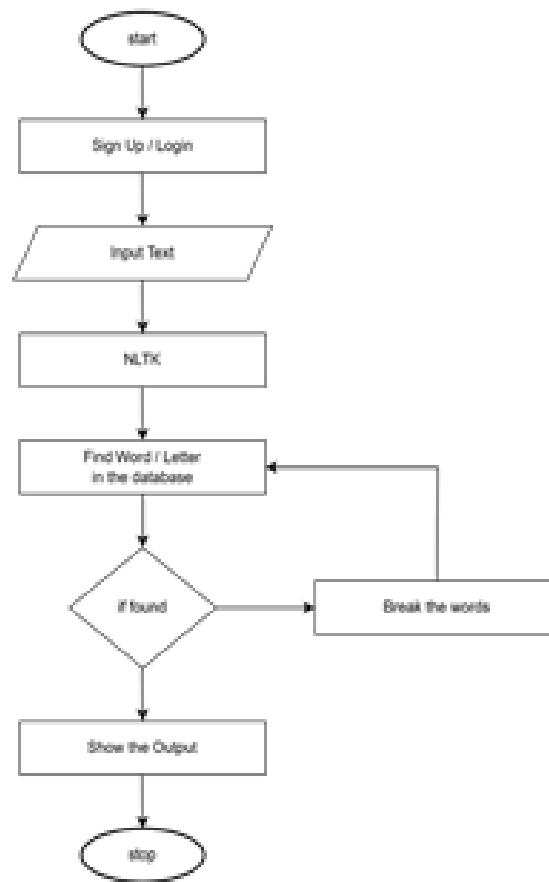 start
Sign Up / Login
Input Text
NLTK
Find Word / Letter
in the database
if found
Break the words
Show the Output
stop